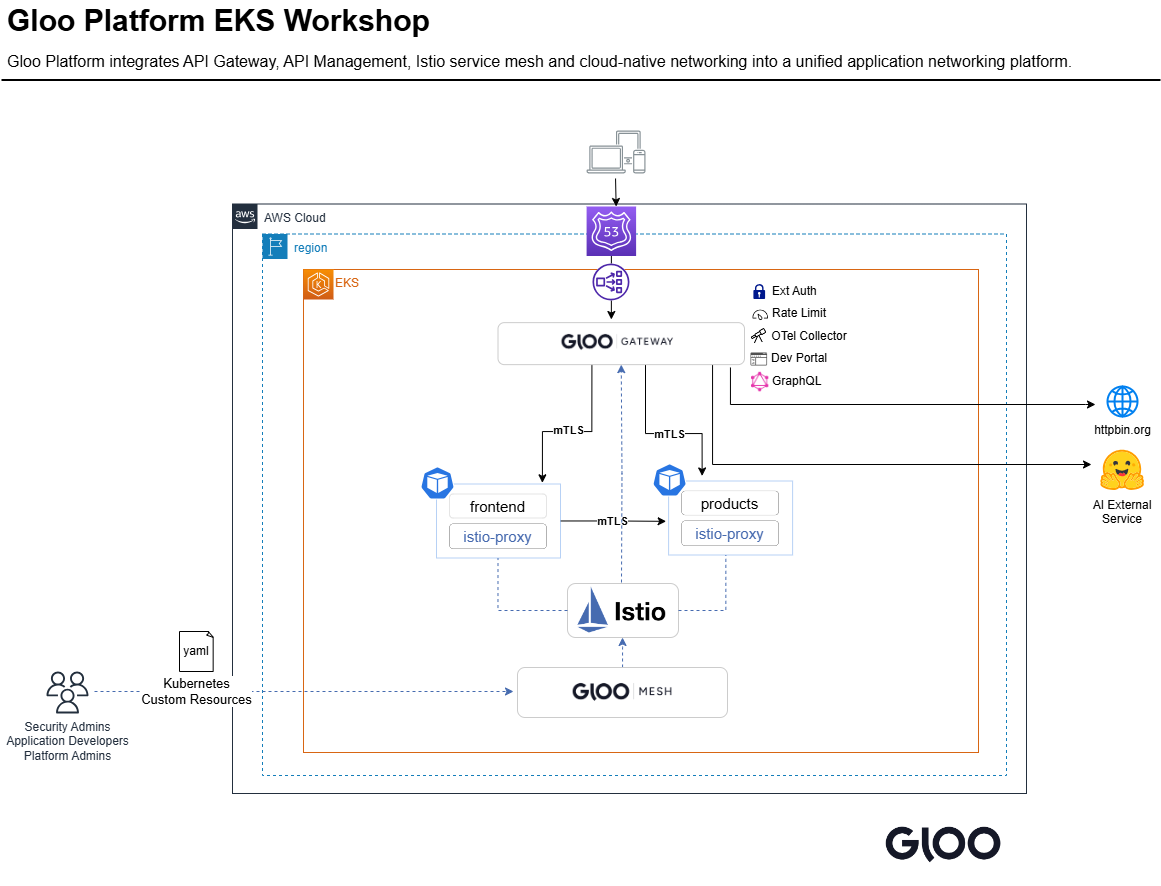 Gloo Platform EKS Workshop
Gloo Platform integrates API Gateway, API Management, Istio service mesh and cloud-native networking into a unified application networking platform.
aws
AWS Cloud
53
region
EKS
K
GLOO GATEWAY
Ext Auth
Rate Limit
OTel Collector
Dev Portal
GraphQL
httpbin.org
mTLS
mTLS
AI External
Service
frontend
istio-proxy
mTLS
products
istio-proxy
Istio
yaml
Kubernetes
Custom Resources
GLOO MESH
Security Admins
Application Developers
Platform Admins
GLOO